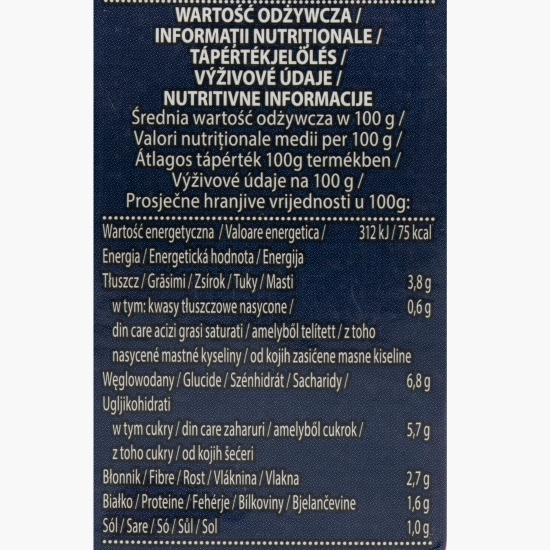 WARTOŚĆ ODŻYWCZA /
INFORMAȚII NUTRIȚIONALE /
TÁPÉRTÉKJELÖLÉS /
VÝŽIVOVÉ ÚDAJE /
NUTRITIVNE INFORMACIJE
Średnia wartość odżywcza w 100 g /
Valori nutriționale medii per 100 g /
Átlagos tápérték 100g termékben /
Výživové údaje na 100 g /
Prosječne hranjive vrijednosti u 100g:
Wartość energetyczna / Valoare energetica / 312 kJ / 75 kcal
Energia / Energetická hodnota / Energija
Tłuszcz / Grăsimi / Zsírok / Tuky / Masti 3,8 g
w tym: kwasy tłuszczowe nasycone / 0,6 g
din care acizi grasi saturati / amelyből telített / z toho
nasycené mastné kyseliny / od kojih zasićene masne kiseline
Węglowodany / Glucide / Szénhidrát / Sacharidy / 6,8 g
Ugljikohidrati
w tym cukry / din care zaharuri / amelyből cukrok / 5,7 g
z toho cukry / od kojih šećeri
Błonnik / Fibre / Rost / Vláknina / Vlakna 2,7 g
Białko / Proteine / Fehérje / Bílkoviny / Bjelančevine 1,6 g
Sól / Sare / Só / Sůl / Sol 1,0 g